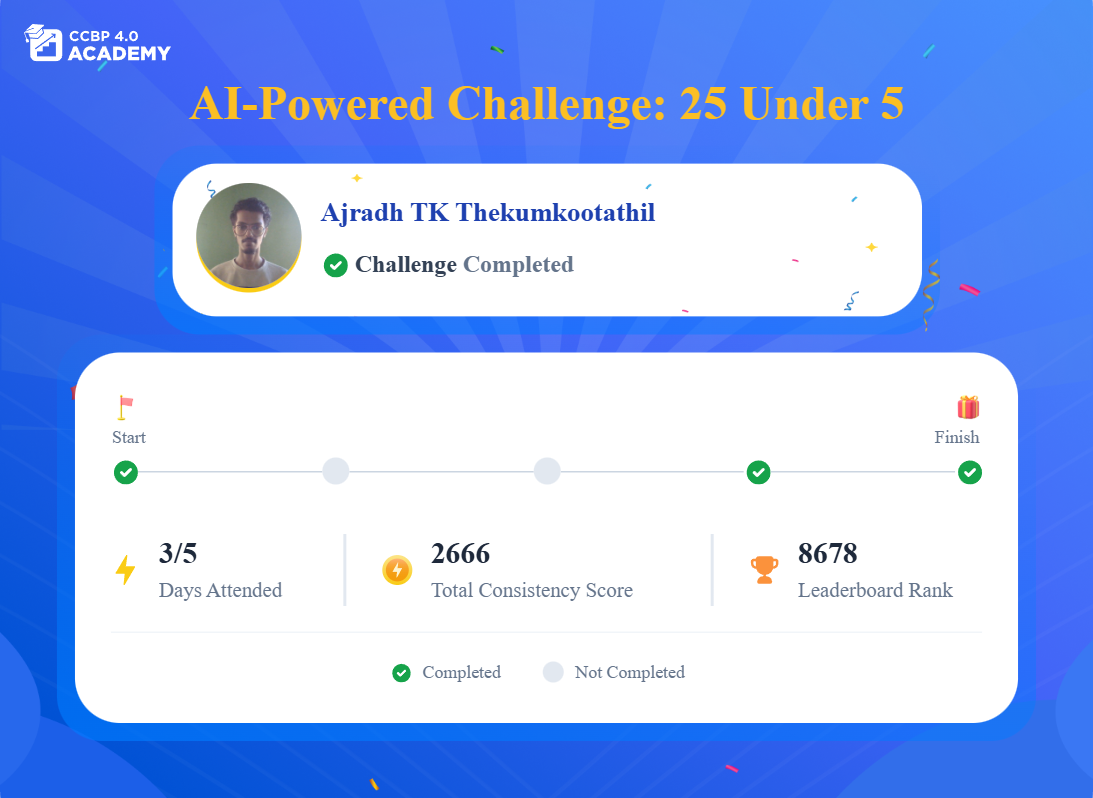 CCBP 4.0
ACADEMY
AI-Powered Challenge: 25 Under 5
Ajradh TK Thekumkootathil
Challenge Completed
Start
Finish
3/5
Days Attended
2666
Total Consistency Score
8678
Leaderboard Rank
Completed
Not Completed